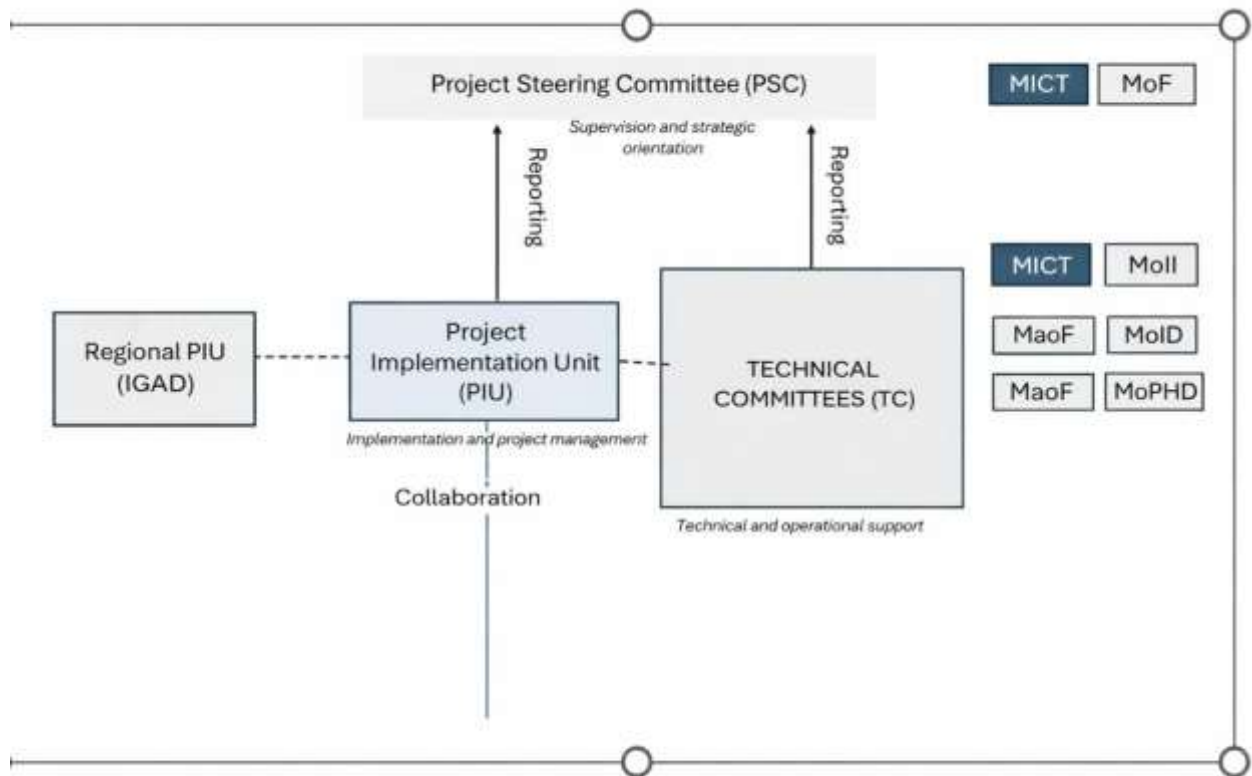 Project Steering Committee (PSC)
MICT
MoF
Supervision and strategic
orientation
Reporting
Reporting
MICT
MoII
Regional PIU
(IGAD)
Project
Implementation Unit
(PIU)
TECHNICAL
COMMITTEES (TC)
MaoF
MoID
MaoF
MoPHD
Implementation and project management
Collaboration
Technical and operational support